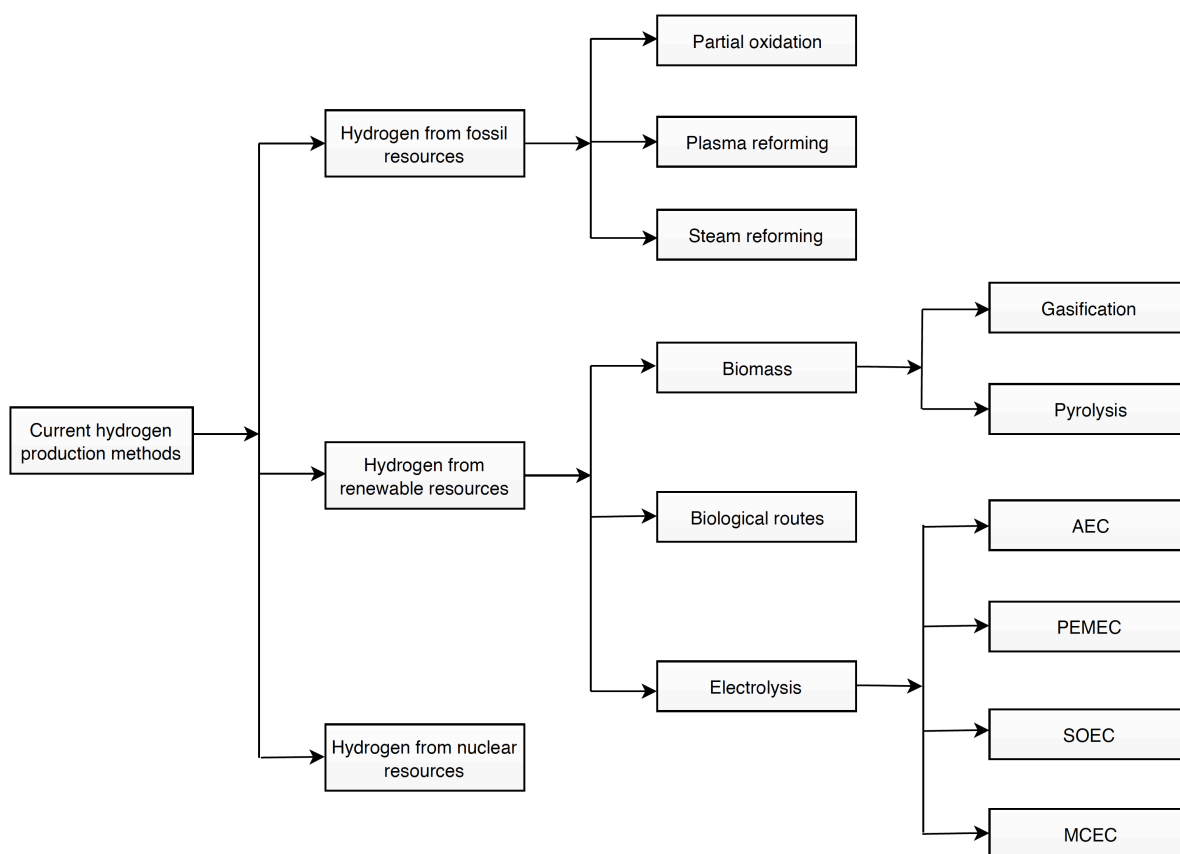 Partial oxidation
Hydrogen from fossil
resources
Plasma reforming
Steam reforming
Gasification
Biomass
Pyrolysis
Current hydrogen
production methods
Hydrogen from
renewable resources
Biological routes
AEC
PEMEC
Electrolysis
SOEC
Hydrogen from nuclear
resources
MCEC